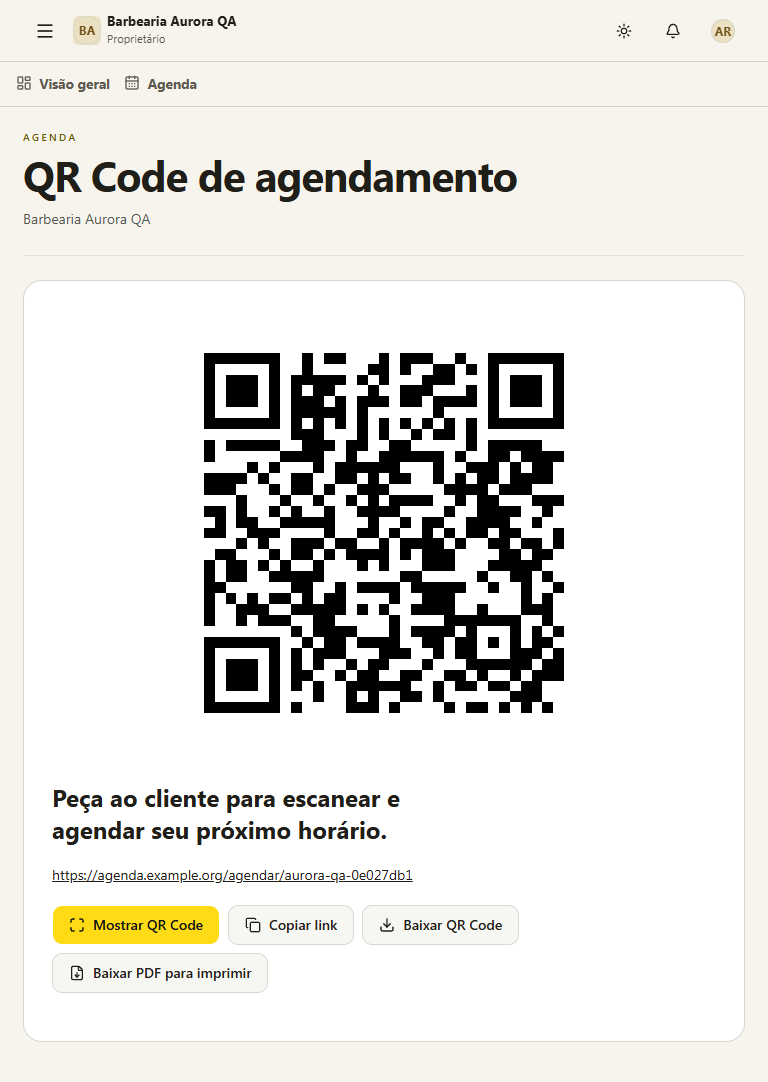 BA
Barbearia Aurora QA
Proprietário
AR
Visão geral
Agenda
AGENDA
QR Code de agendamento
Barbearia Aurora QA
Peça ao cliente para escanear e
agendar seu próximo horário.
https://agenda.example.org/agendar/aurora-qa-0e027db1
Mostrar QR Code
Copiar link
Baixar QR Code
Baixar PDF para imprimir